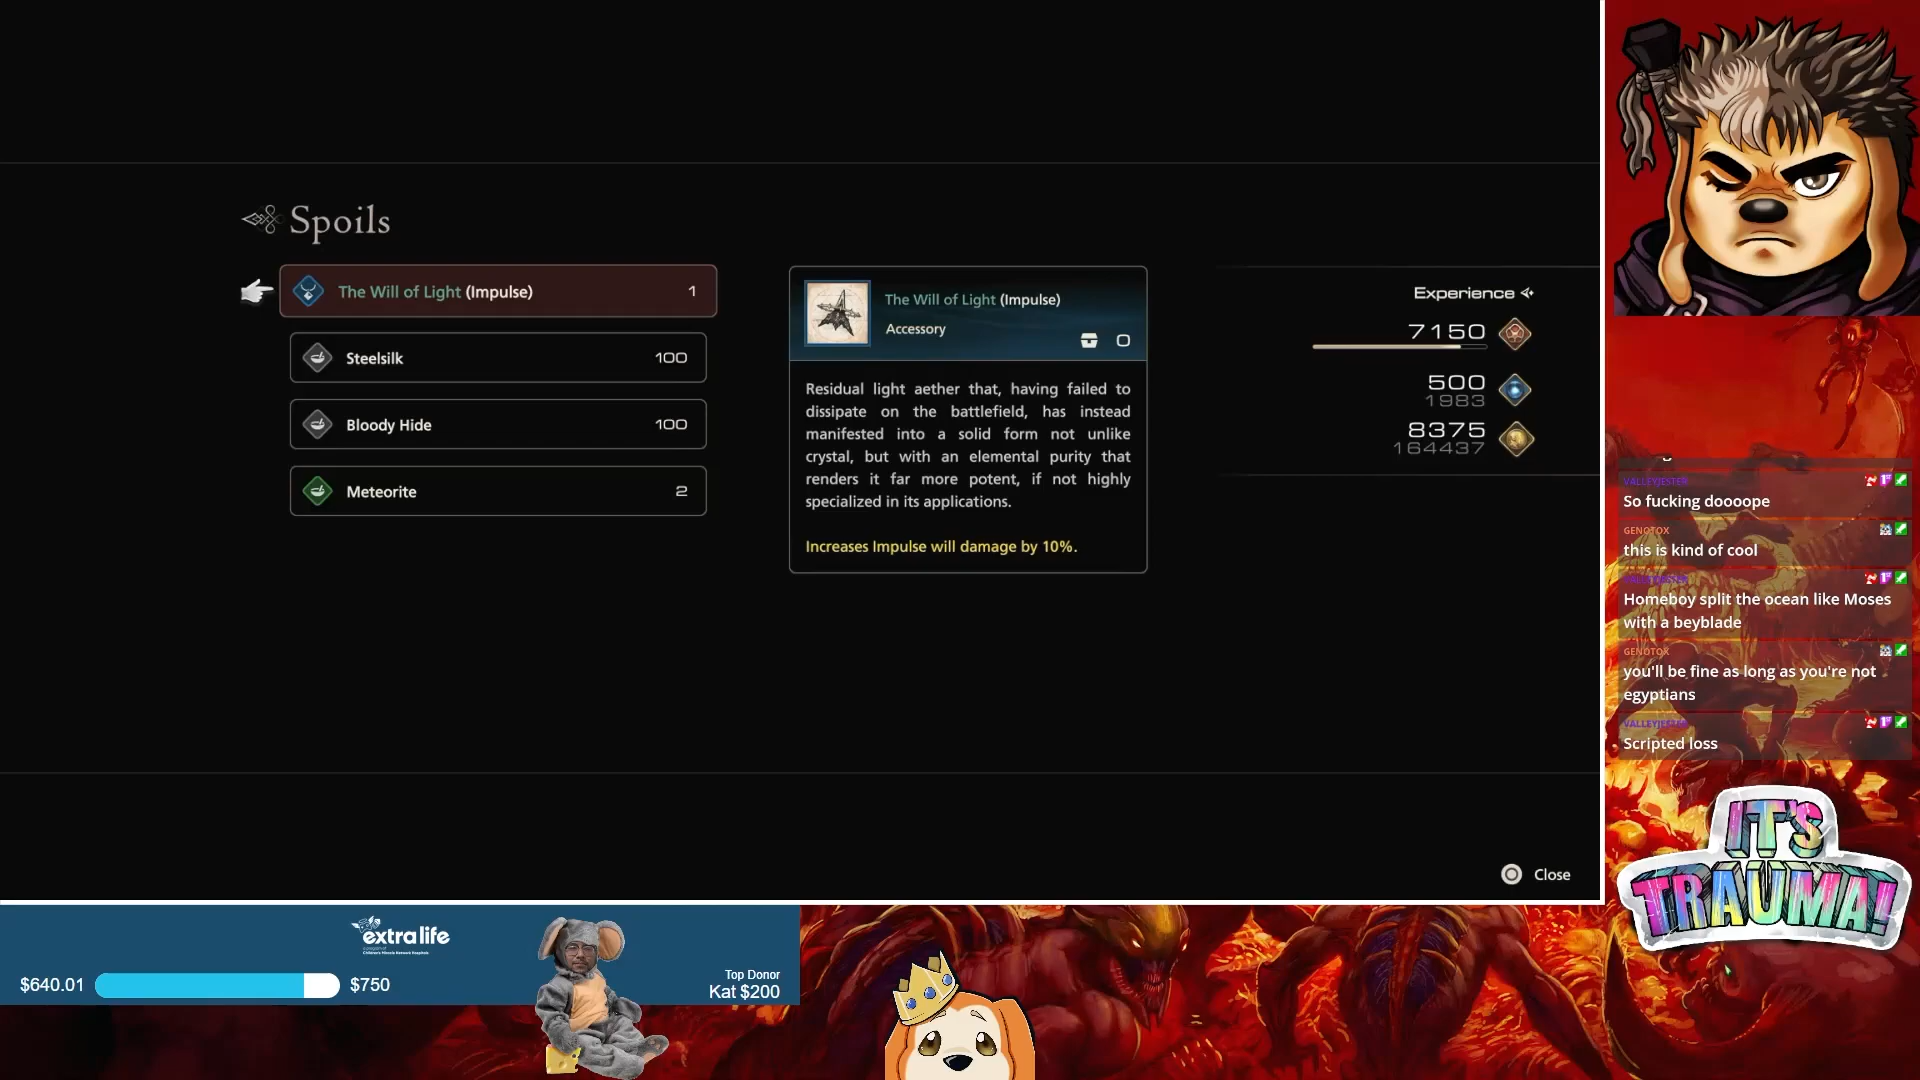 Spoils
The Will of Light (Impulse) 1
Steelsilk 100
Bloody Hide 100
Meteorite 2
The Will of Light (Impulse)
Accessory
0
Residual light aether that, having failed to
dissipate on the battlefield, has instead
manifested into a solid form not unlike
crystal, but with an elemental purity that
renders it far more potent, if not highly
specialized in its applications.
Increases Impulse will damage by 10%.
Experience
7150
500
1983
8375
164437
Close
VALLEYJESTER
So fucking doooope
GENOTOX
this is kind of cool
VALLEYJESTER
Homeboy split the ocean like Moses
with a beyblade
GENOTOX
you'll be fine as long as you're not
egyptians
VALLEYJESTER
Scripted loss
IT'S
TRAUMA!
extralife
$640.01
$750
Top Donor
Kat $200